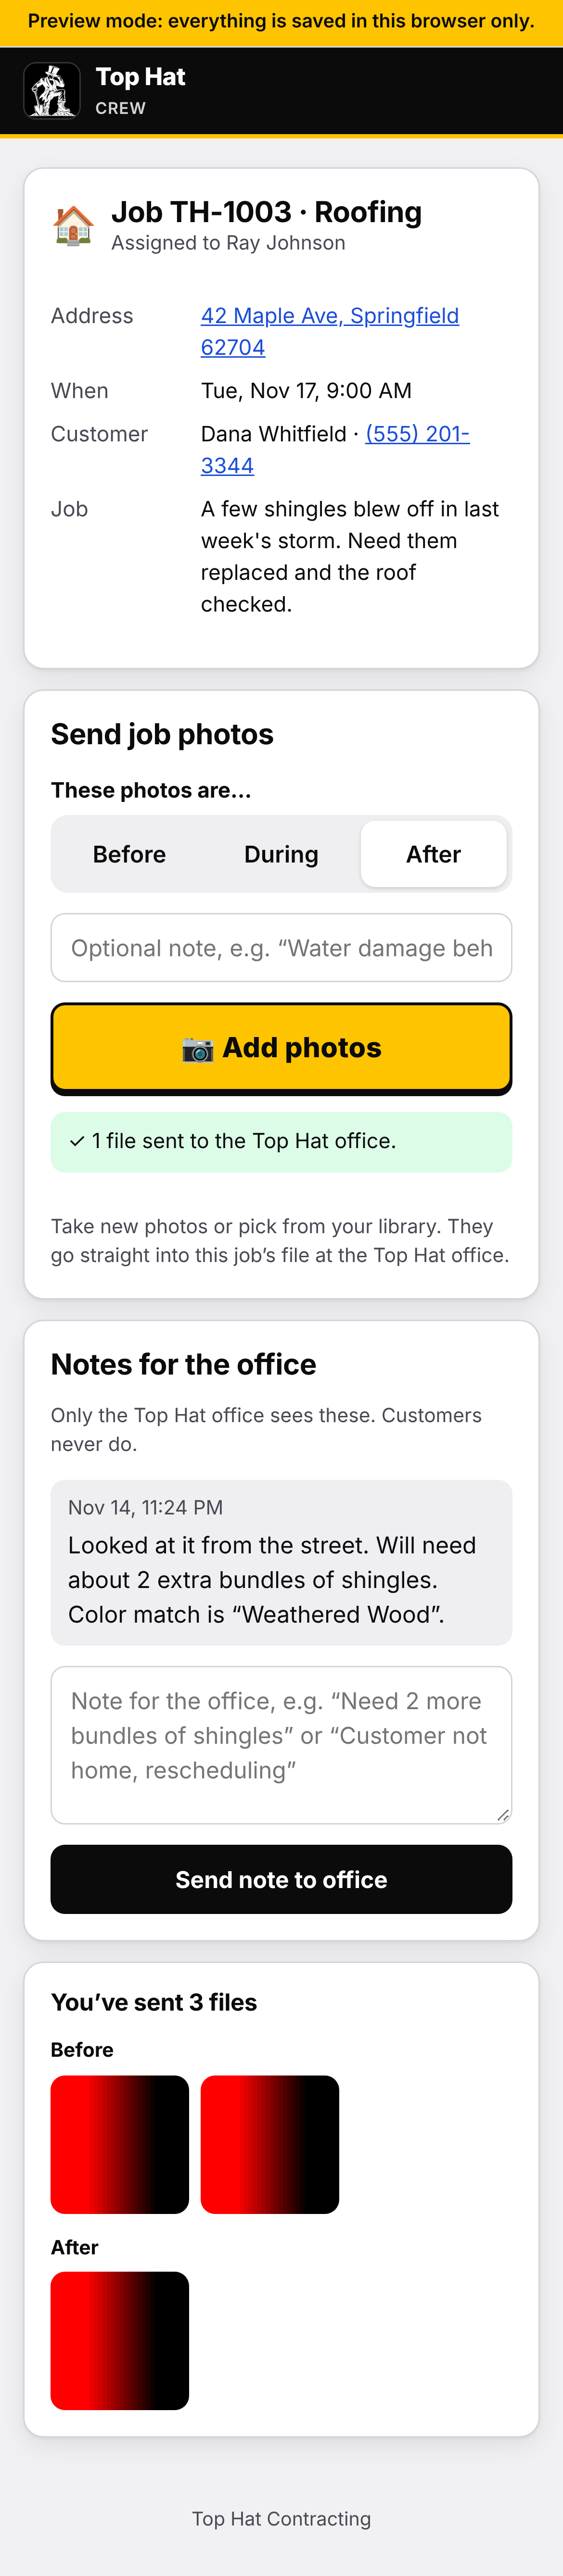 Preview mode: everything is saved in this browser only.
Top Hat
CREW
Job TH-1003 · Roofing
Assigned to Ray Johnson
Address
42 Maple Ave, Springfield
62704
When
Tue, Nov 17, 9:00 AM
Customer
Dana Whitfield · (555) 201-
3344
Job
A few shingles blew off in last
week's storm. Need them
replaced and the roof
checked.
Send job photos
These photos are…
Before
During
After
Optional note, e.g. “Water damage beh
Add photos
✓ 1 file sent to the Top Hat office.
Take new photos or pick from your library. They
go straight into this job’s file at the Top Hat office.
Notes for the office
Only the Top Hat office sees these. Customers
never do.
Nov 14, 11:24 PM
Looked at it from the street. Will need
about 2 extra bundles of shingles.
Color match is “Weathered Wood”.
Note for the office, e.g. “Need 2 more
bundles of shingles” or “Customer not
home, rescheduling”
Send note to office
You’ve sent 3 files
Before
After
Top Hat Contracting